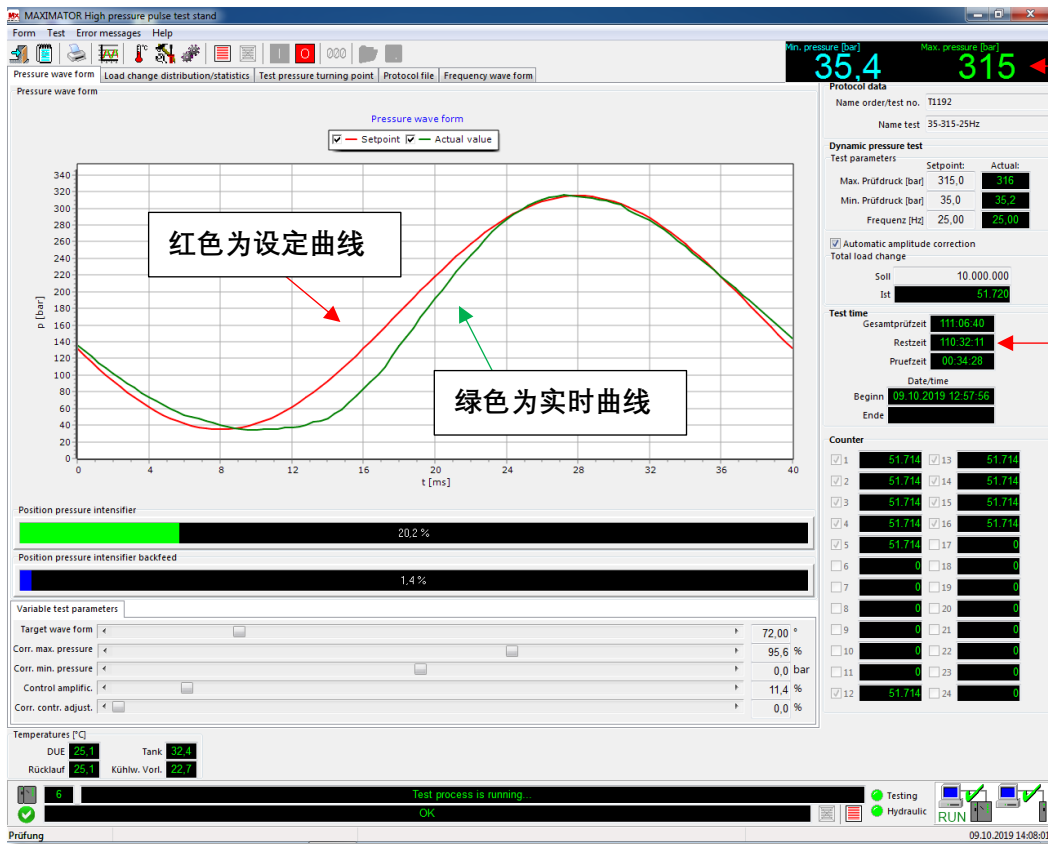 MAXIMATOR High pressure pulse test stand
Form Test Error messages Help
Min. pressure [bar] Max. pressure [bar]
35,4 315
Pressure wave form Load change distribution/statistics Test pressure turning point Protocol file Frequency wave form
Pressure wave form
Pressure wave form
Setpoint Actual value
340
320
300
280
260
240
220
200
180
160
140
120
100
80
60
40
20
0
p [bar]
红色为设定曲线
绿色为实时曲线
0 4 8 12 16 20 24 28 32 36 40
t [ms]
Position pressure intensifier
20,2 %
Position pressure intensifier backfeed
1,4 %
Variable test parameters
Target wave form 72,00 °
Corr. max. pressure 95,6 %
Corr. min. pressure 0,0 bar
Control amplific. 11,4 %
Corr. contr. adjust. 0,0 %
Protocol data
Name order/test no. T1192
Name test 35-315-25Hz
Dynamic pressure test
Test parameters
Setpoint: Actual:
Max. Prüfdruck [bar] 315,0 316
Min. Prüfdruck [bar] 35,0 35,2
Frequenz [Hz] 25,00 25,00
Automatic amplitude correction
Total load change
Soll 10.000.000
Ist 51.720
Test time
Gesamtprüfzeit 111:06:40
Restzeit 110:32:11
Pruefzeit 00:34:28
Date/time
Beginn 09.10.2019 12:57:56
Ende
Counter
1 51.714 13 51.714
2 51.714 14 51.714
3 51.714 15 51.714
4 51.714 16 51.714
5 51.714 17 0
6 0 18 0
7 0 19 0
8 0 20 0
9 0 21 0
10 0 22 0
11 0 23 0
12 51.714 24 0
Temperatures [°C]
DUE 25,1 Tank 32,4
Rücklauf 25,1 Kühlw. Vorl. 22,7
6 Test process is running...
OK
Testing
Hydraulic
RUN
Prüfung 09.10.2019 14:08:01